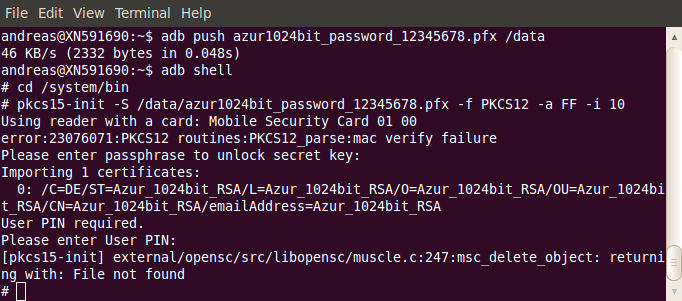 File Edit View Terminal Help
andreas@XN591690:~$ adb push azur1024bit_password_12345678.pfx /data
46 KB/s (2332 bytes in 0.048s)
andreas@XN591690:~$ adb shell
# cd /system/bin
# pkcs15-init -S /data/azur1024bit_password_12345678.pfx -f PKCS12 -a FF -i 10
Using reader with a card: Mobile Security Card 01 00
error:23076071:PKCS12 routines:PKCS12_parse:mac verify failure
Please enter passphrase to unlock secret key:
Importing 1 certificates:
  0: /C=DE/ST=Azur_1024bit_RSA/L=Azur_1024bit_RSA/O=Azur_1024bit_RSA/OU=Azur_1024bi
t_RSA/CN=Azur_1024bit_RSA/emailAddress=Azur_1024bit_RSA
User PIN required.
Please enter User PIN:
[pkcs15-init] external/opensc/src/libopensc/muscle.c:247:msc_delete_object: returni
ng with: File not found
#